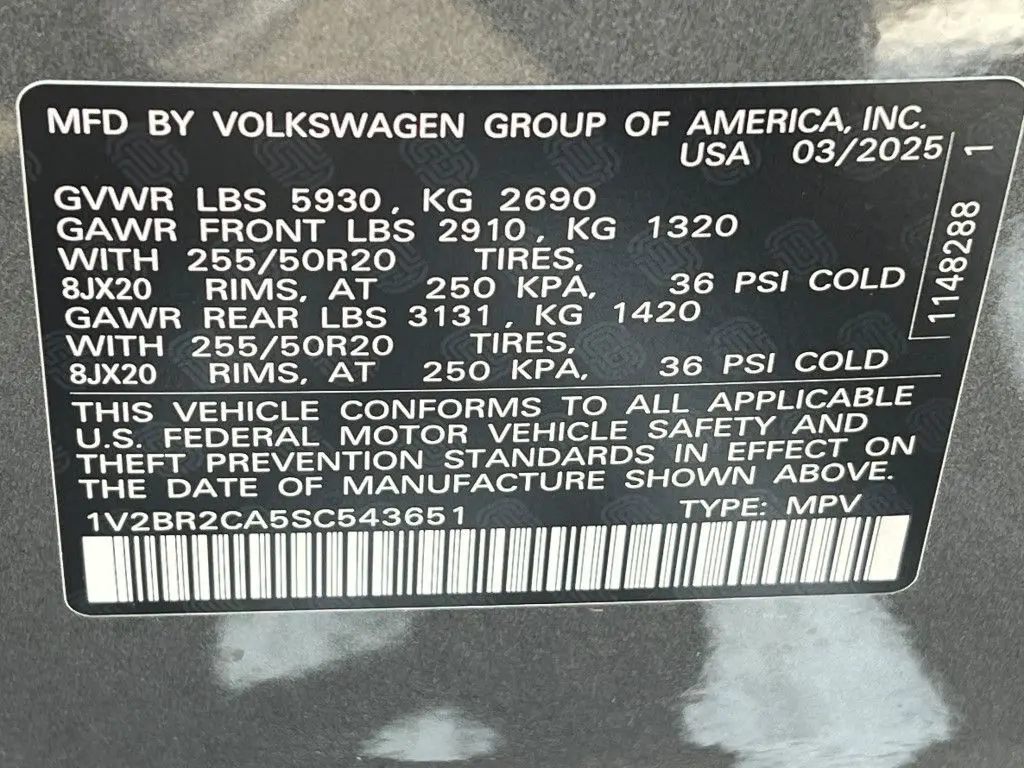 MFD BY VOLKSWAGEN GROUP OF AMERICA, INC.
USA 03/2025
GVWR LBS 5930, KG 2690
GAWR FRONT LBS 2910, KG 1320
WITH 255/50R20 TIRES,
8JX20 RIMS, AT 250 KPA, 36 PSI COLD
GAWR REAR LBS 3131, KG 1420
WITH 255/50R20 TIRES,
8JX20 RIMS, AT 250 KPA, 36 PSI COLD
THIS VEHICLE CONFORMS TO ALL APPLICABLE
U.S. FEDERAL MOTOR VEHICLE SAFETY AND
THEFT PREVENTION STANDARDS IN EFFECT ON
THE DATE OF MANUFACTURE SHOWN ABOVE.
1V2BR2CA5SC543651 TYPE: MPV
1148288 1